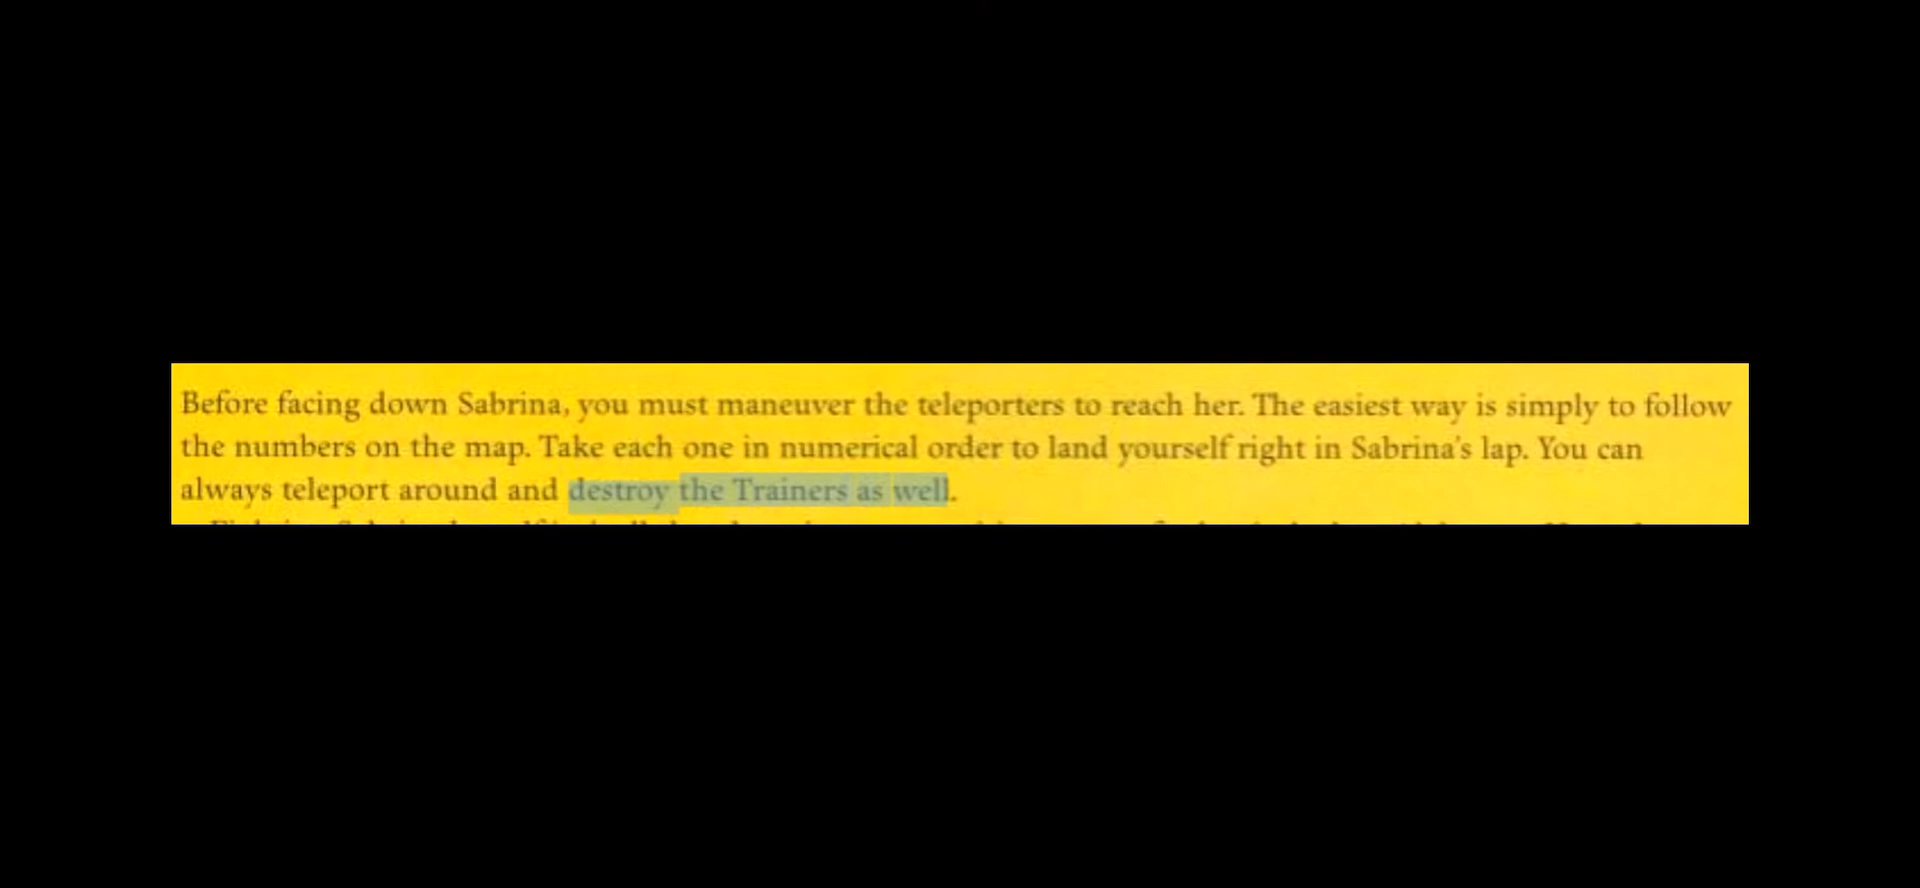 Before facing down Sabrina, you must maneuver the teleporters to reach her. The easiest way is simply to follow
the numbers on the map. Take each one in numerical order to land yourself right in Sabrina's lap. You can
always teleport around and destroy the Trainers as well.